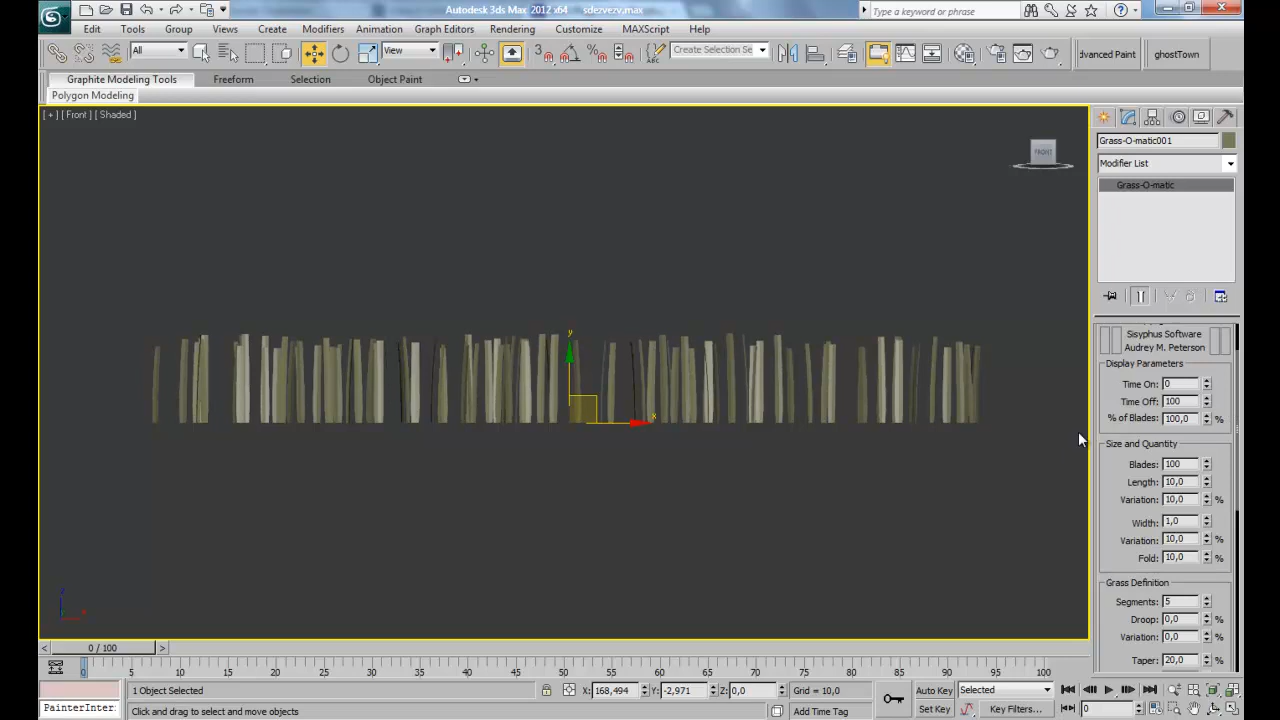 Autodesk 3ds Max 2012 x64 sdezvezv.max
Type a keyword or phrase
Edit Tools Group Views Create Modifiers Animation Graph Editors Rendering Customize MAXScript Help
All View Create Selection Se dvanced Paint ghostTown
Graphite Modeling Tools Freeform Selection Object Paint
Polygon Modeling
[ + ] [ Front ] [ Shaded ]
FRONT
Grass-O-matic001
Modifier List
Grass-O-matic
Sisyphus Software
Audrey M. Peterson
Display Parameters
Time On: 0
Time Off: 100
% of Blades: 100,0 %
Size and Quantity
Blades: 100
Length: 10,0
Variation: 10,0 %
Width: 1,0
Variation: 10,0 %
Fold: 10,0
Grass Definition
Segments: 5
Droop: 0,0
Variation: 0,0 %
Taper: 20,0
y
x
z
x
< 0 / 100 >
0 5 10 15 20 25 30 35 40 45 50 55 60 65 70 75 80 85 90 95 100
1 Object Selected X: 168,494 Y: -2,971 Z: 0,0 Grid = 10,0 Auto Key Selected
PainterInter: Click and drag to select and move objects Add Time Tag Set Key Key Filters... 0